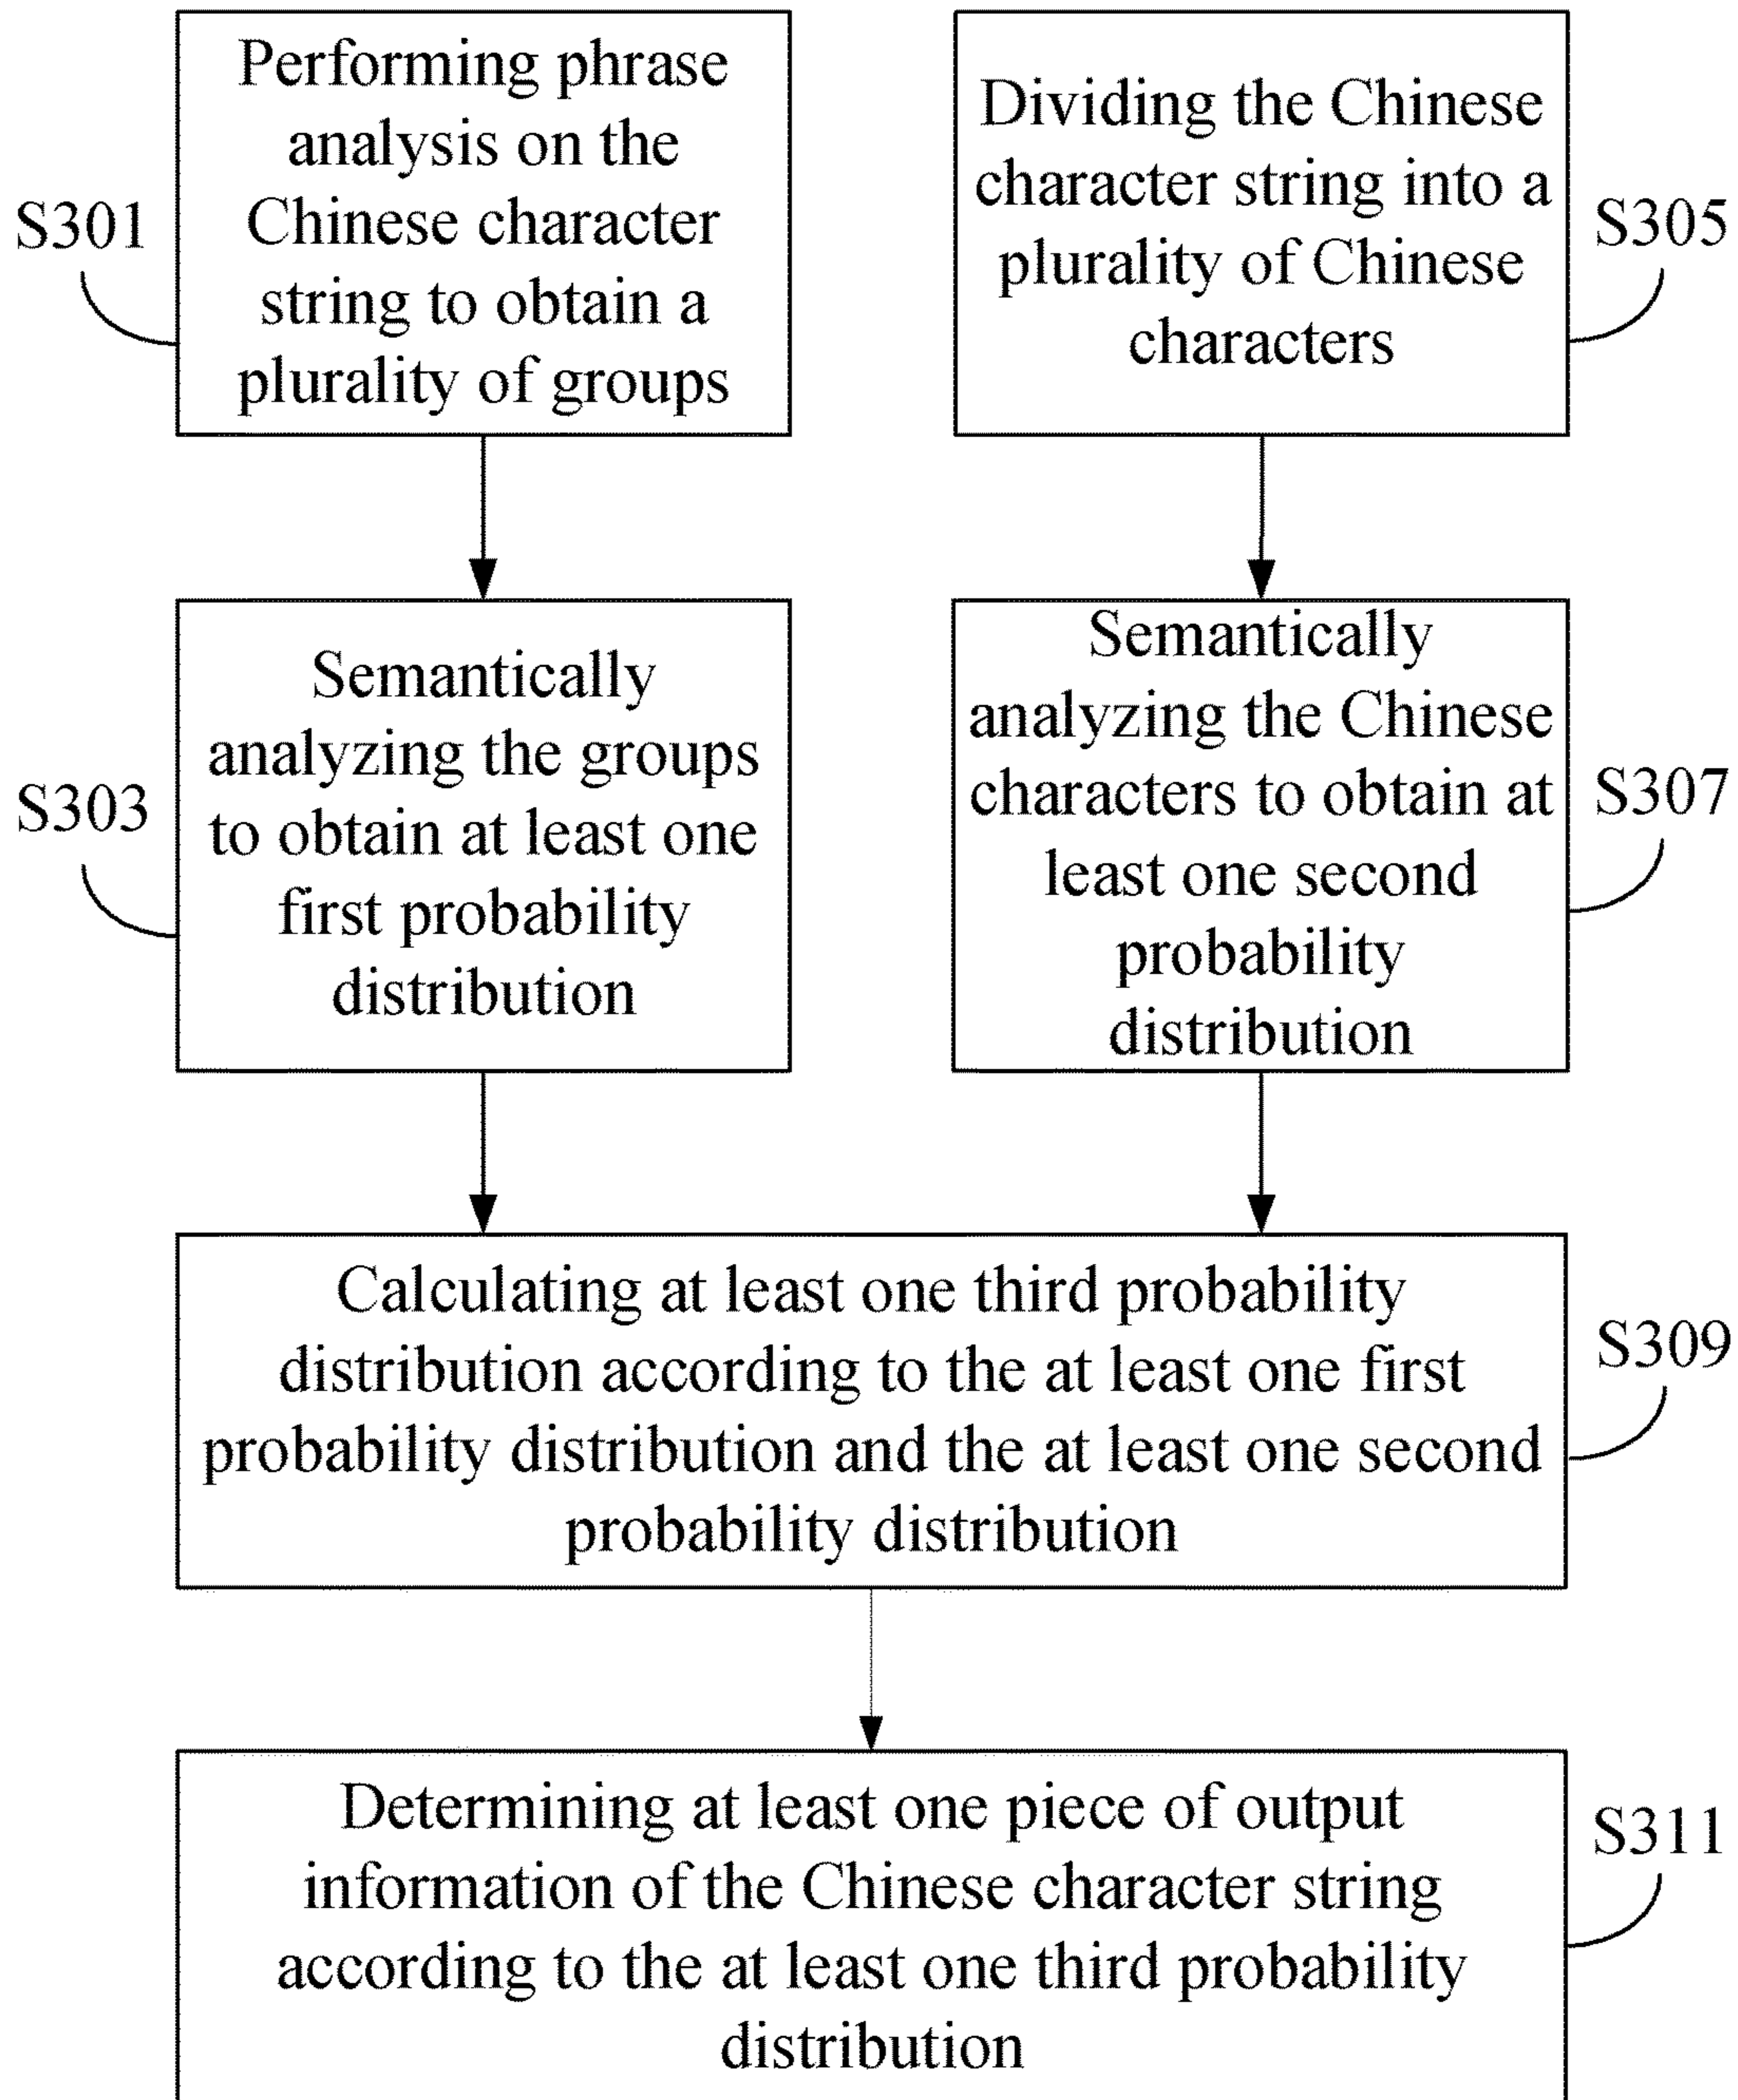 Performing phrase
analysis on the
Chinese character
string to obtain a
plurality of groups
S301
Dividing the Chinese
character string into a
plurality of Chinese
characters
S305
Semantically
analyzing the groups
to obtain at least one
first probability
distribution
S303
Semantically
analyzing the Chinese
characters to obtain at
least one second
probability
distribution
S307
Calculating at least one third probability
distribution according to the at least one first
probability distribution and the at least one second
probability distribution
S309
Determining at least one piece of output
information of the Chinese character string
according to the at least one third probability
distribution
S311